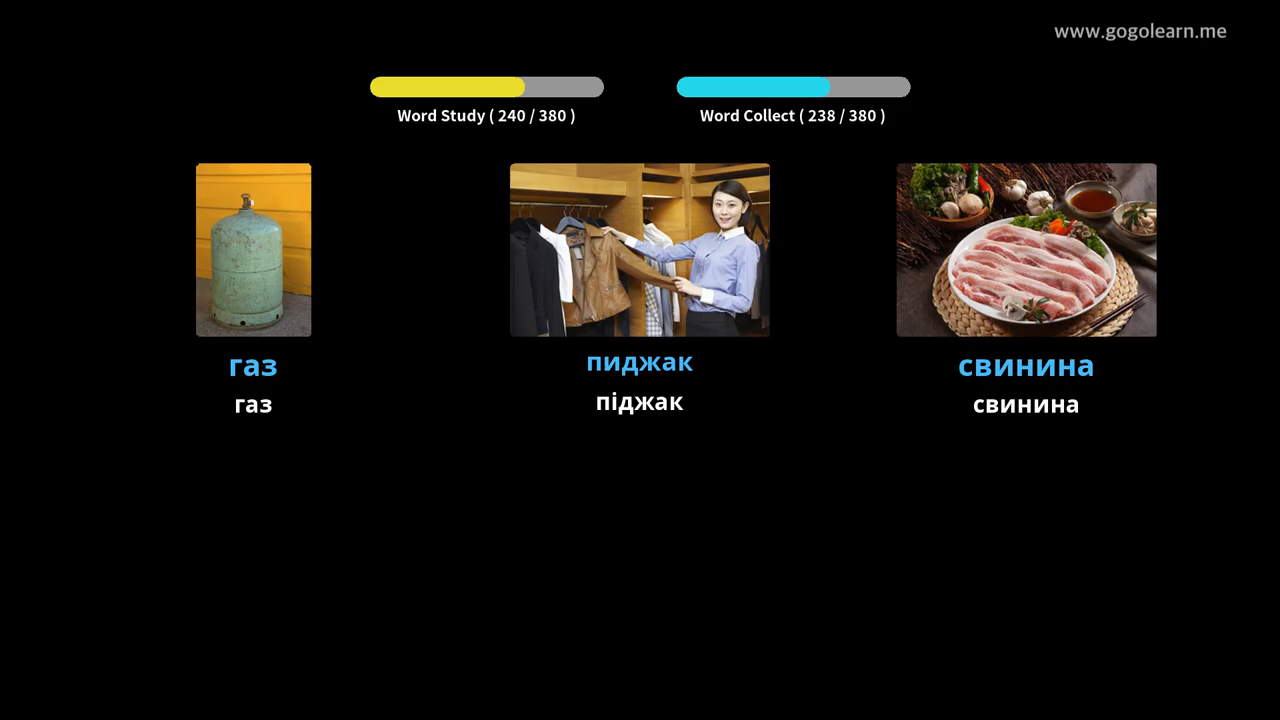 www.gogolearn.me
Word Study ( 240 / 380 )
Word Collect ( 238 / 380 )
газ
газ
пиджак
піджак
свинина
свинина